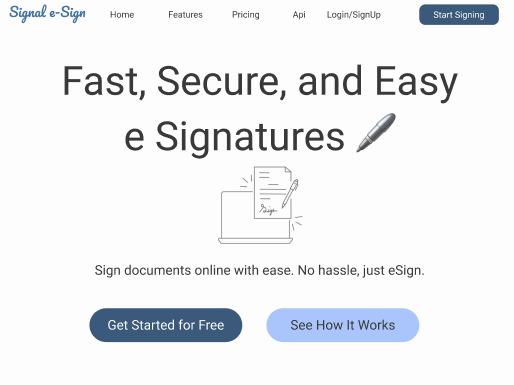 Signal e-Sign Home Features Pricing Api Login/SignUp Start Signing
Fast, Secure, and Easy
e Signatures
Sign
Sign documents online with ease. No hassle, just eSign.
Get Started for Free See How It Works